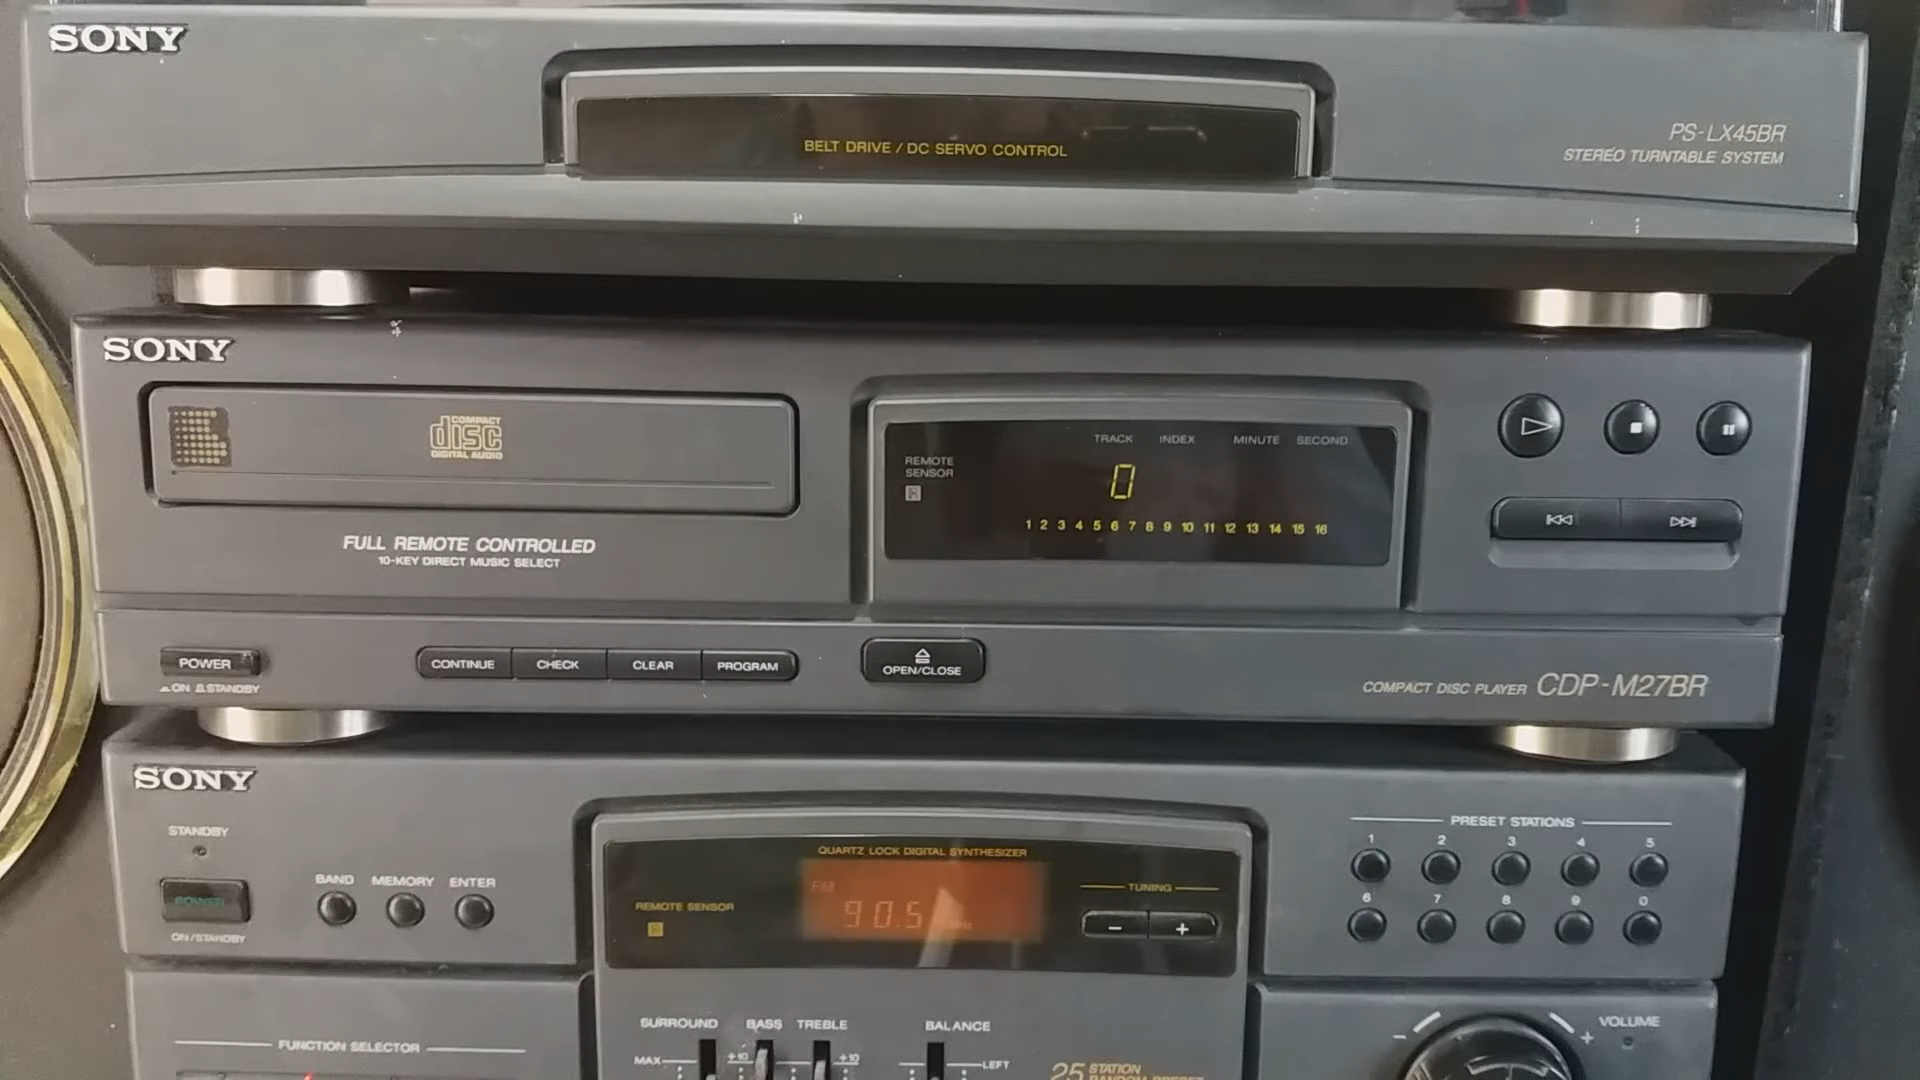 SONY
BELT DRIVE / DC SERVO CONTROL
PS-LX45BR
STEREO TURNTABLE SYSTEM
SONY
COMPACT
disc
DIGITAL AUDIO
FULL REMOTE CONTROLLED
10-KEY DIRECT MUSIC SELECT
TRACK INDEX MINUTE SECOND
REMOTE
SENSOR
R
0
1 2 3 4 5 6 7 8 9 10 11 12 13 14 15 16
POWER
ON STANDBY
CONTINUE CHECK CLEAR PROGRAM
OPEN/CLOSE
COMPACT DISC PLAYER CDP-M27BR
SONY
STANDBY
POWER
ON/STANDBY
BAND MEMORY ENTER
QUARTZ LOCK DIGITAL SYNTHESIZER
REMOTE SENSOR
FM
90.5 MHz
TUNING
− +
PRESET STATIONS
1 2 3 4 5
6 7 8 9 0
FUNCTION SELECTOR
SURROUND BASS TREBLE BALANCE
MAX +10 +10 LEFT
25 STATION
RANDOM PRESET
VOLUME
− +